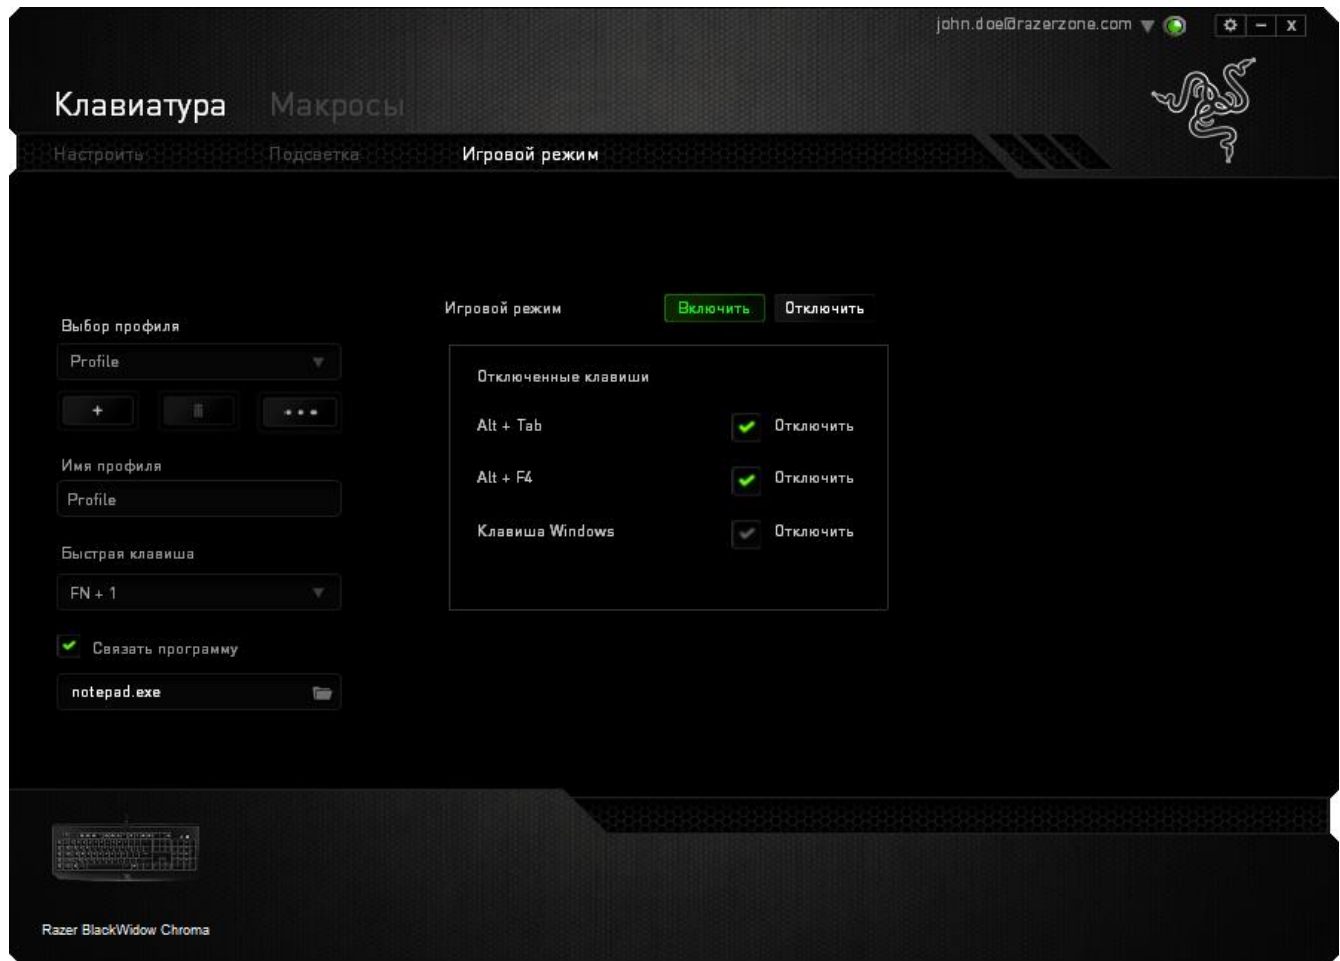 john.doe@razerzone.com
Клавиатура Макросы
Настроить Подсветка Игровой режим
Игровой режим Включить Отключить
Выбор профиля
Profile
Отключенные клавиши
Alt + Tab Отключить
Имя профиля
Alt + F4 Отключить
Profile
Клавиша Windows Отключить
Быстрая клавиша
FN + 1
Связать программу
notepad.exe
Razer BlackWidow Chroma